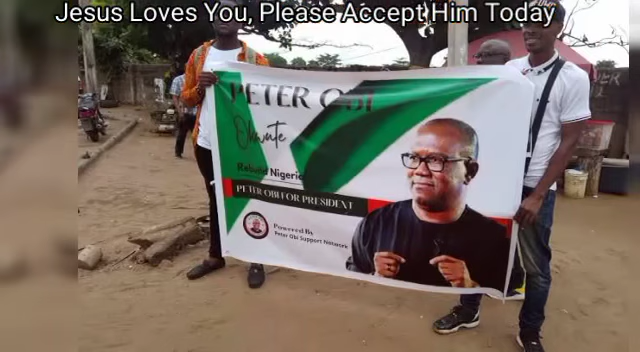 Jesus Loves You, Please Accept Him Today
PETER OBI
Okwute
Rebuild Nigeria
PETER OBI FOR PRESIDENT
Powered By
Peter Obi Support Network